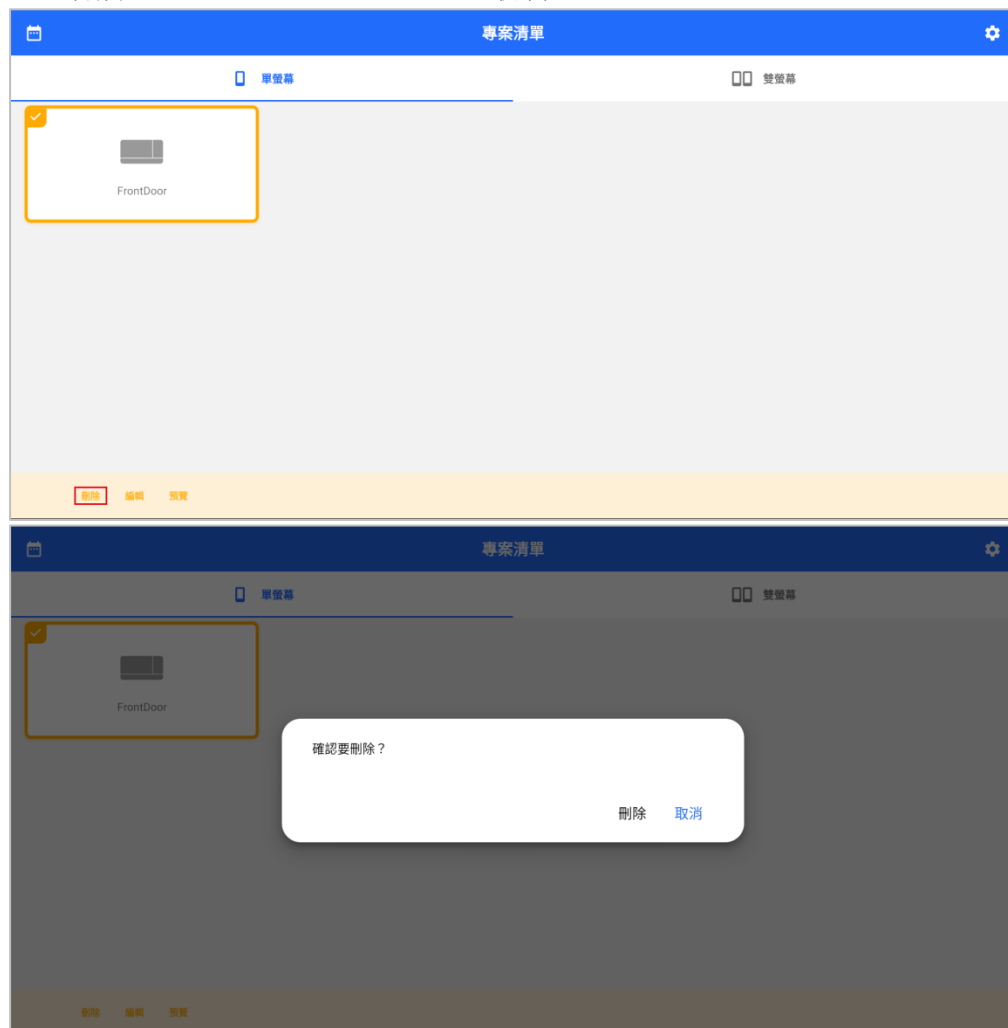 專案清單
單螢幕
雙螢幕
FrontDoor
刪除 編輯 預覽
專案清單
單螢幕
雙螢幕
FrontDoor
確認要刪除？
刪除 取消
刪除 編輯 預覽